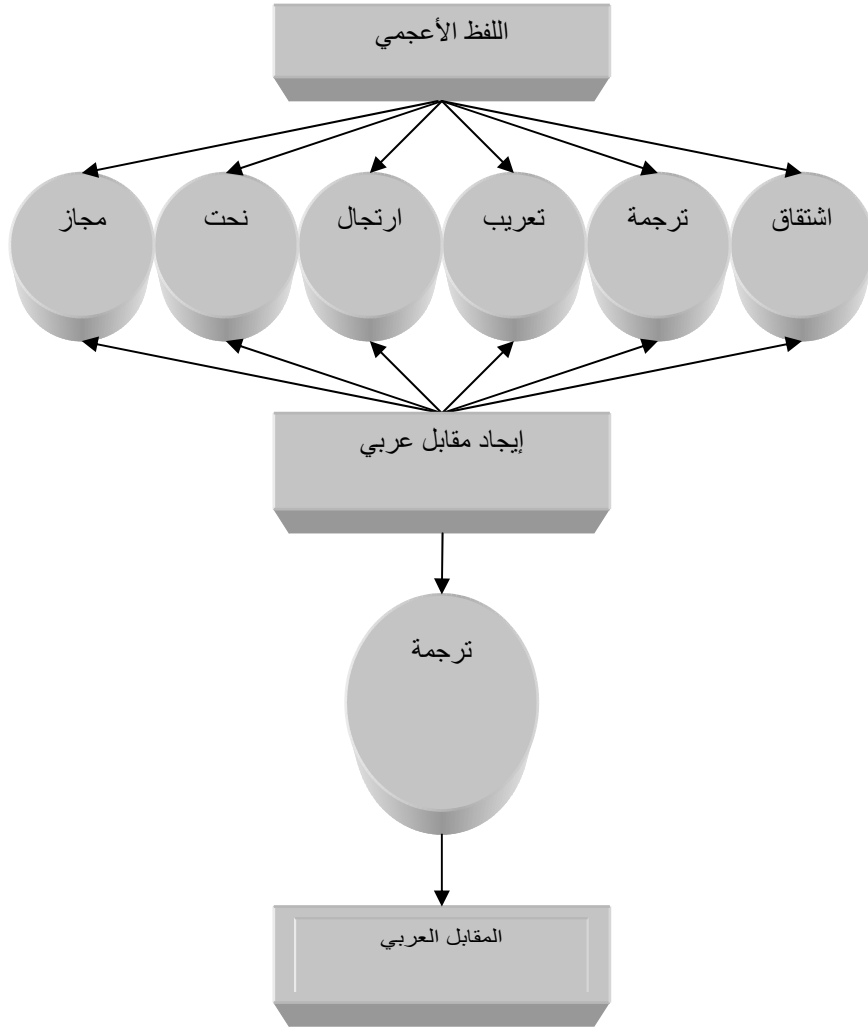 اللفظ الأعجمي
اشتقاق
ترجمة
تعريب
ارتجال
نحت
مجاز
إيجاد مقابل عربي
ترجمة
المقابل العربي